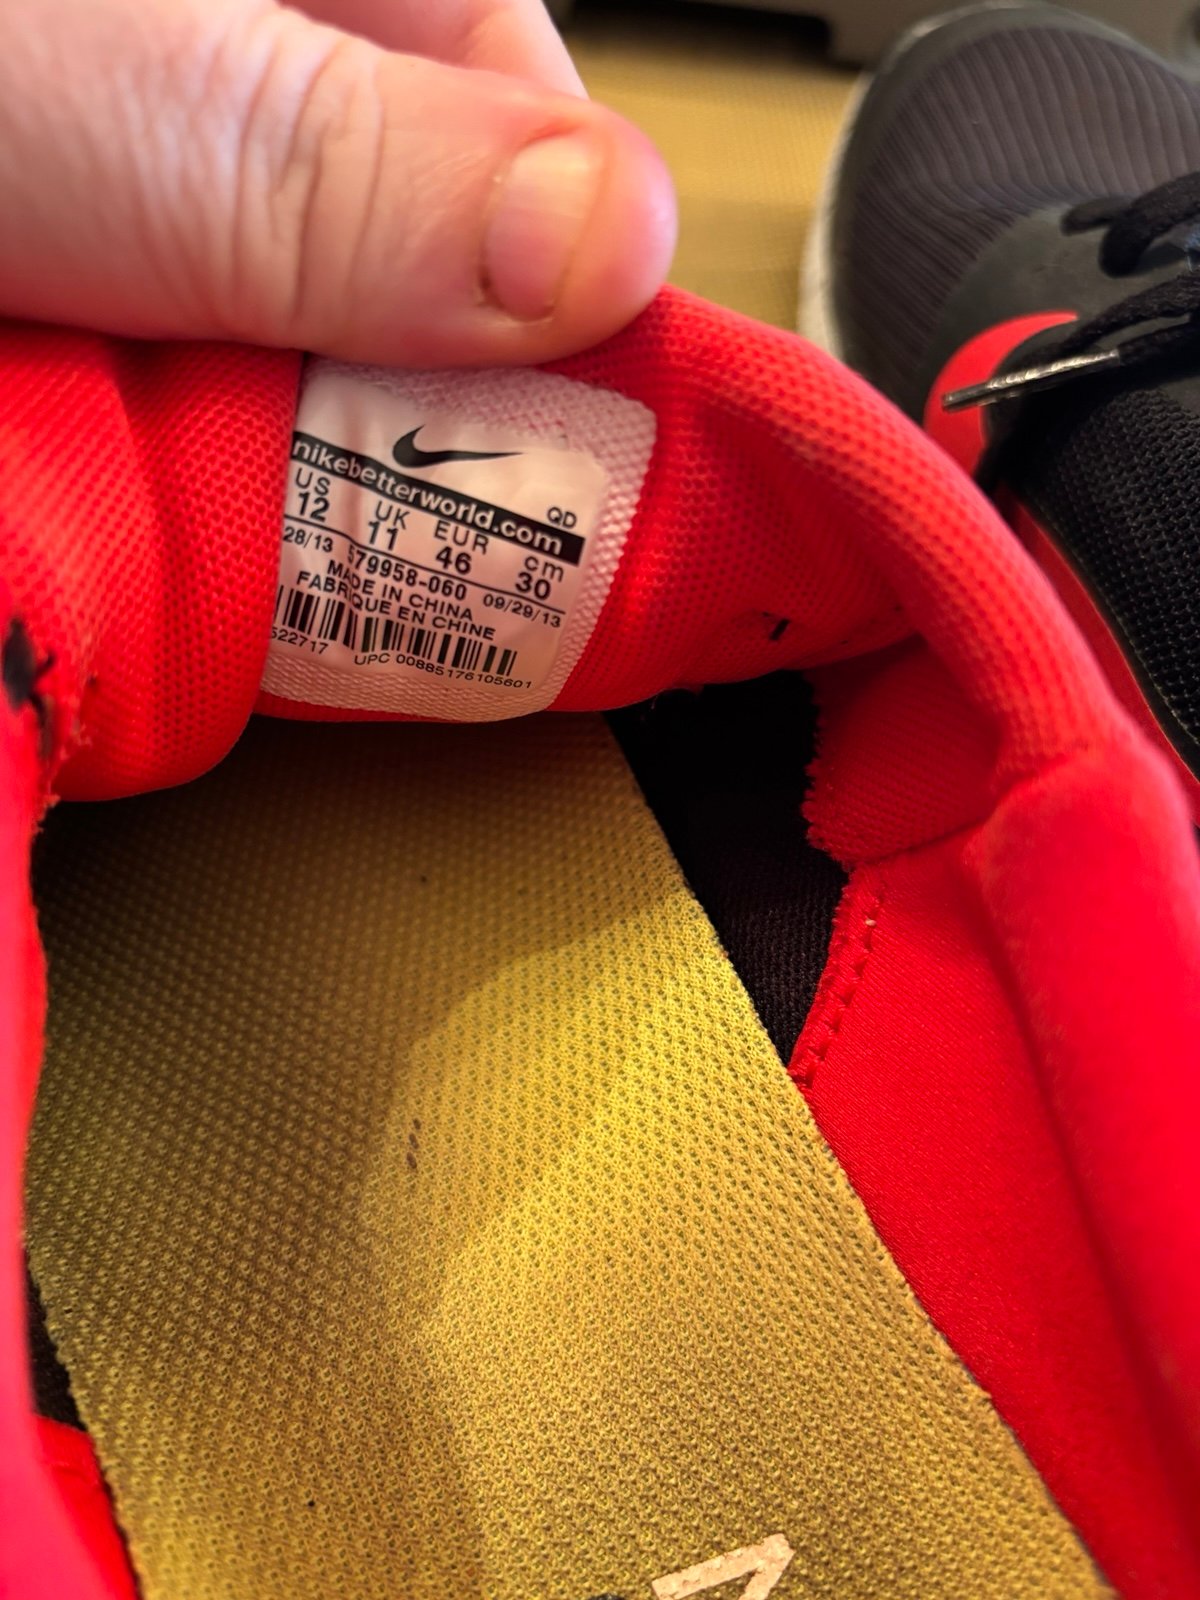 nikebetterworld.com
QD
US UK EUR cm
12 11 46 30
28/13 579958-060 09/29/13
MADE IN CHINA
FABRIQUE EN CHINE
522717 UPC 00885176105601